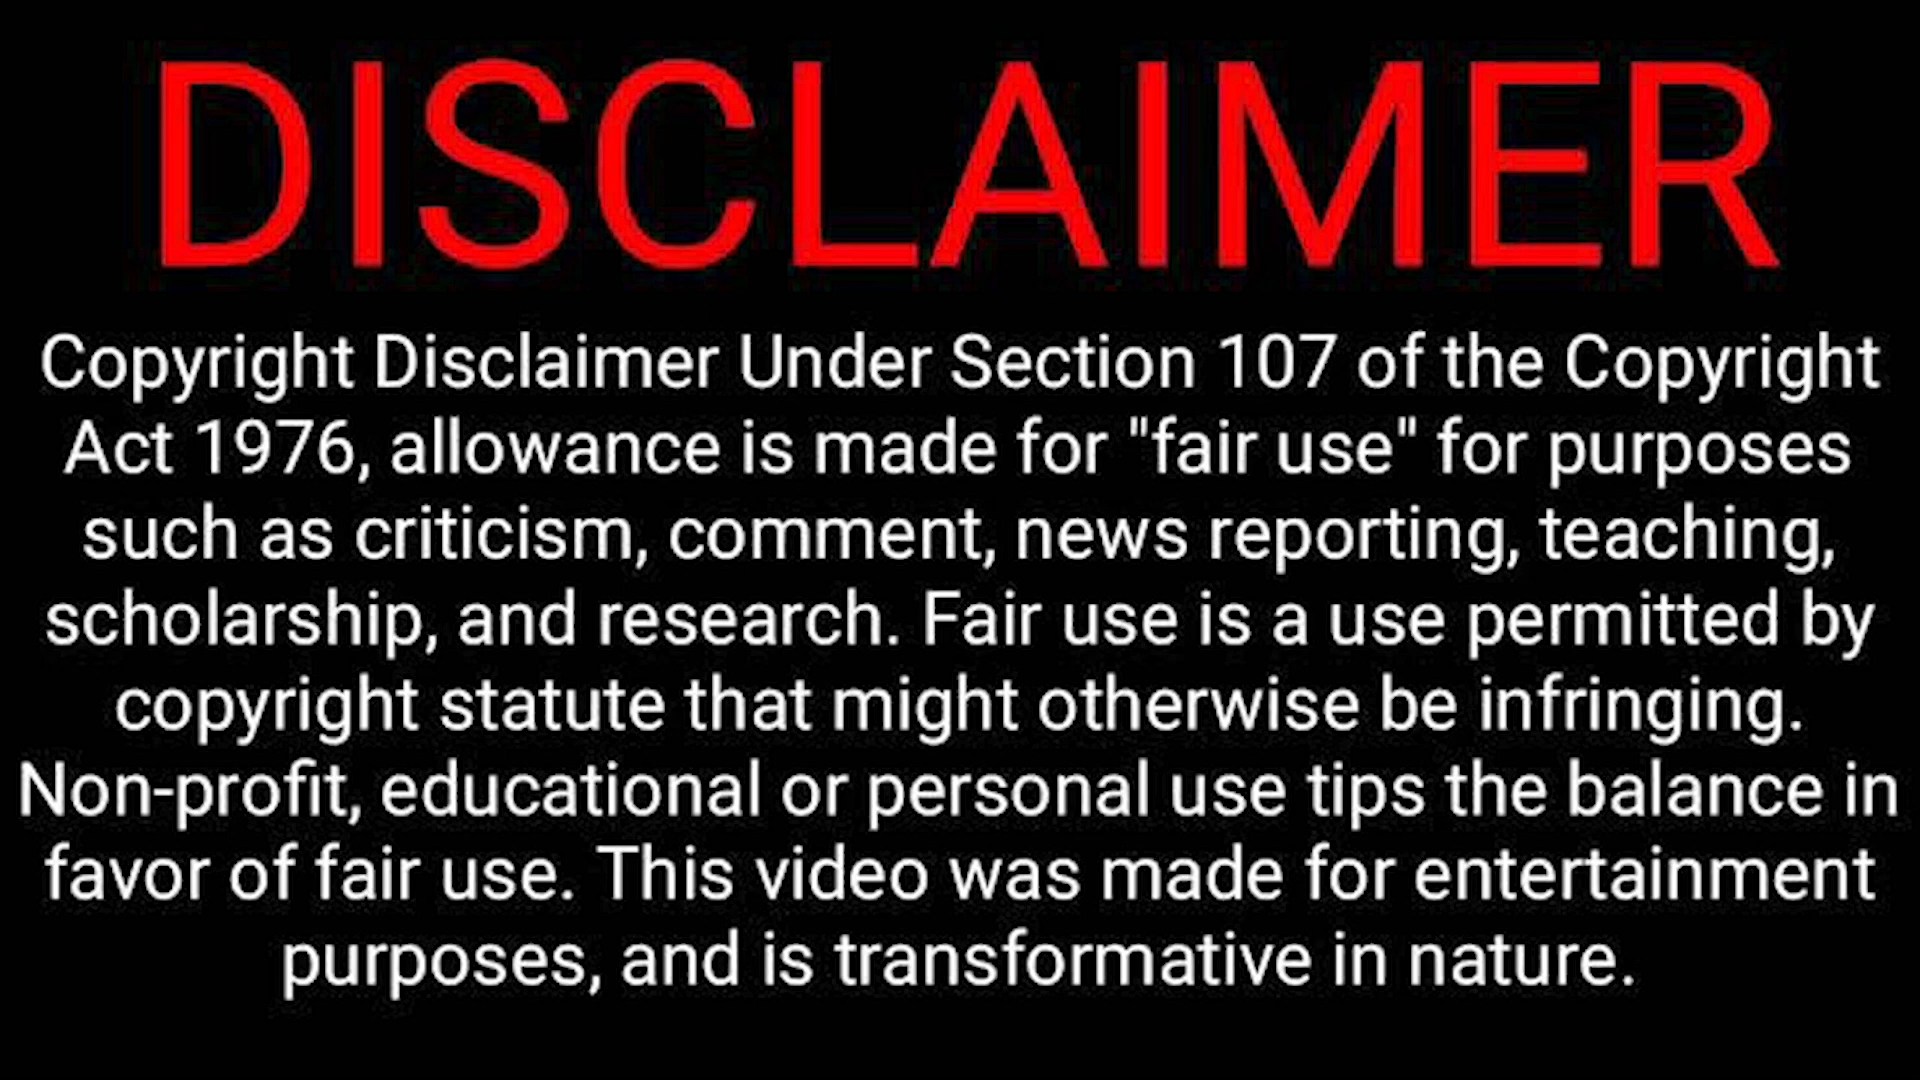 DISCLAIMER
Copyright Disclaimer Under Section 107 of the Copyright
Act 1976, allowance is made for "fair use" for purposes
such as criticism, comment, news reporting, teaching,
scholarship, and research. Fair use is a use permitted by
copyright statute that might otherwise be infringing.
Non-profit, educational or personal use tips the balance in
favor of fair use. This video was made for entertainment
purposes, and is transformative in nature.